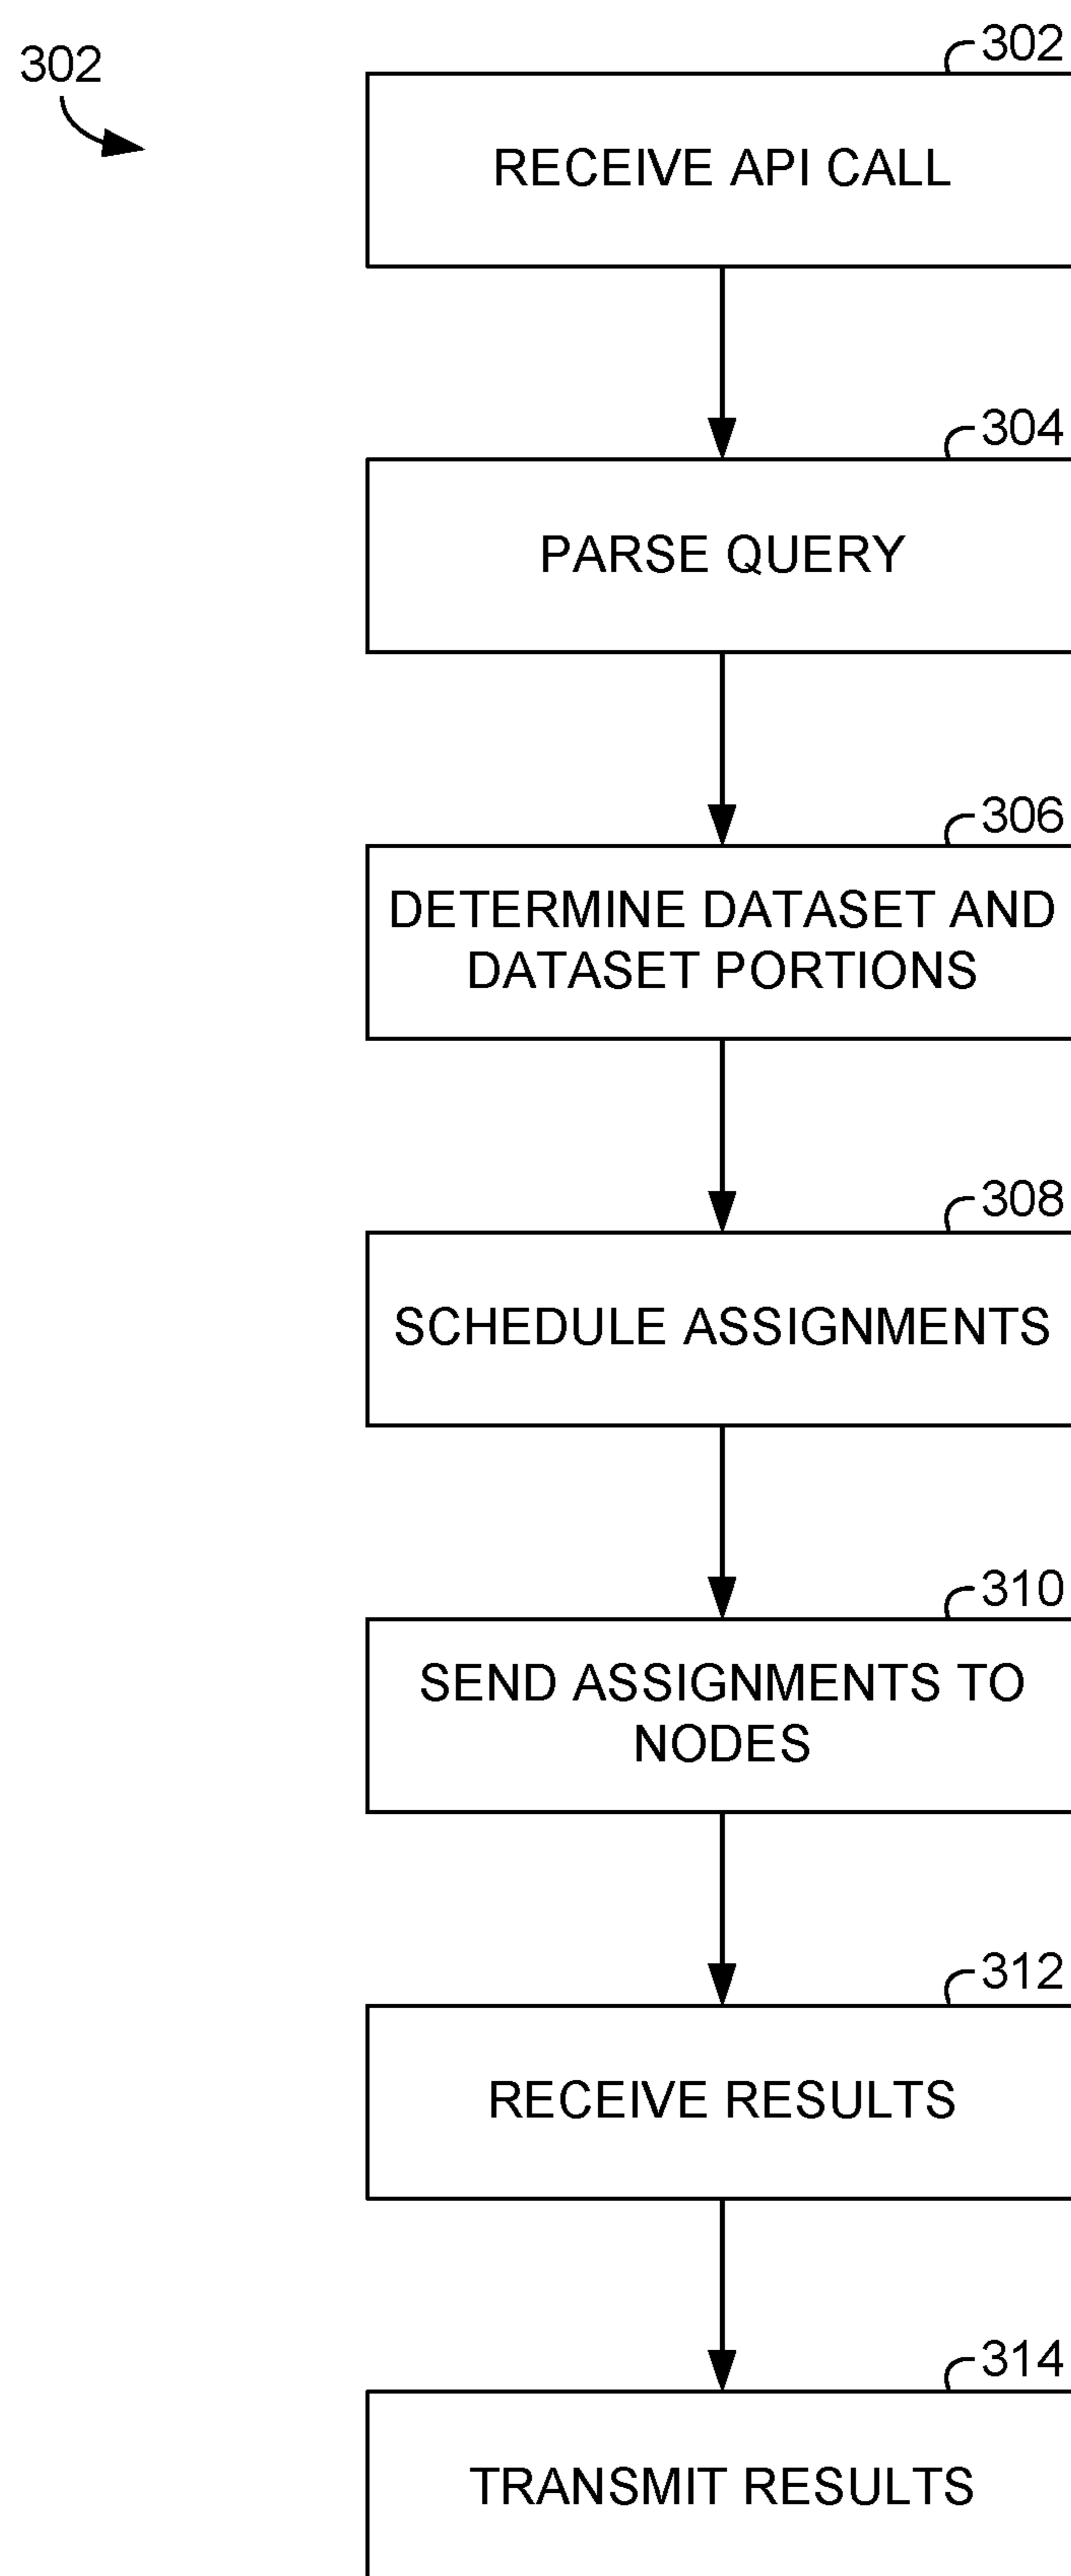 302
302
RECEIVE API CALL
304
PARSE QUERY
306
DETERMINE DATASET AND
DATASET PORTIONS
308
SCHEDULE ASSIGNMENTS
310
SEND ASSIGNMENTS TO
NODES
312
RECEIVE RESULTS
314
TRANSMIT RESULTS